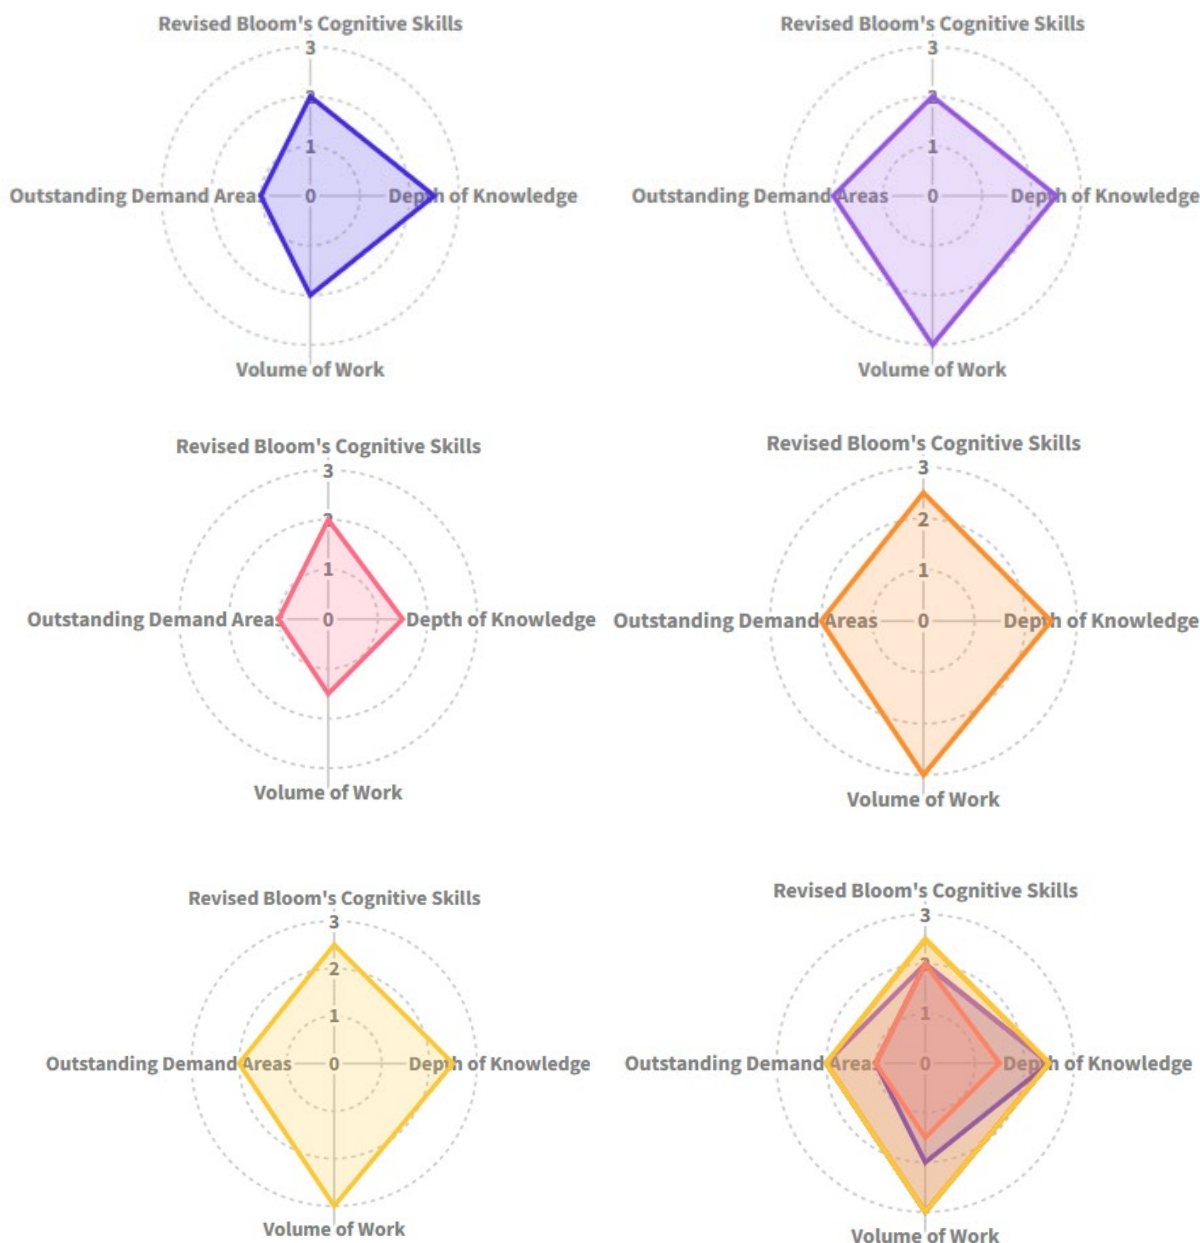 Revised Bloom's Cognitive Skills
3
2
1
Outstanding Demand Areas
0
Depth of Knowledge
Volume of Work
Revised Bloom's Cognitive Skills
3
2
1
Outstanding Demand Areas
0
Depth of Knowledge
Volume of Work
Revised Bloom's Cognitive Skills
3
2
1
Outstanding Demand Areas
0
Depth of Knowledge
Volume of Work
Revised Bloom's Cognitive Skills
3
2
1
Outstanding Demand Areas
0
Depth of Knowledge
Volume of Work
Revised Bloom's Cognitive Skills
3
2
1
Outstanding Demand Areas
0
Depth of Knowledge
Volume of Work
Revised Bloom's Cognitive Skills
3
2
1
Outstanding Demand Areas
0
Depth of Knowledge
Volume of Work